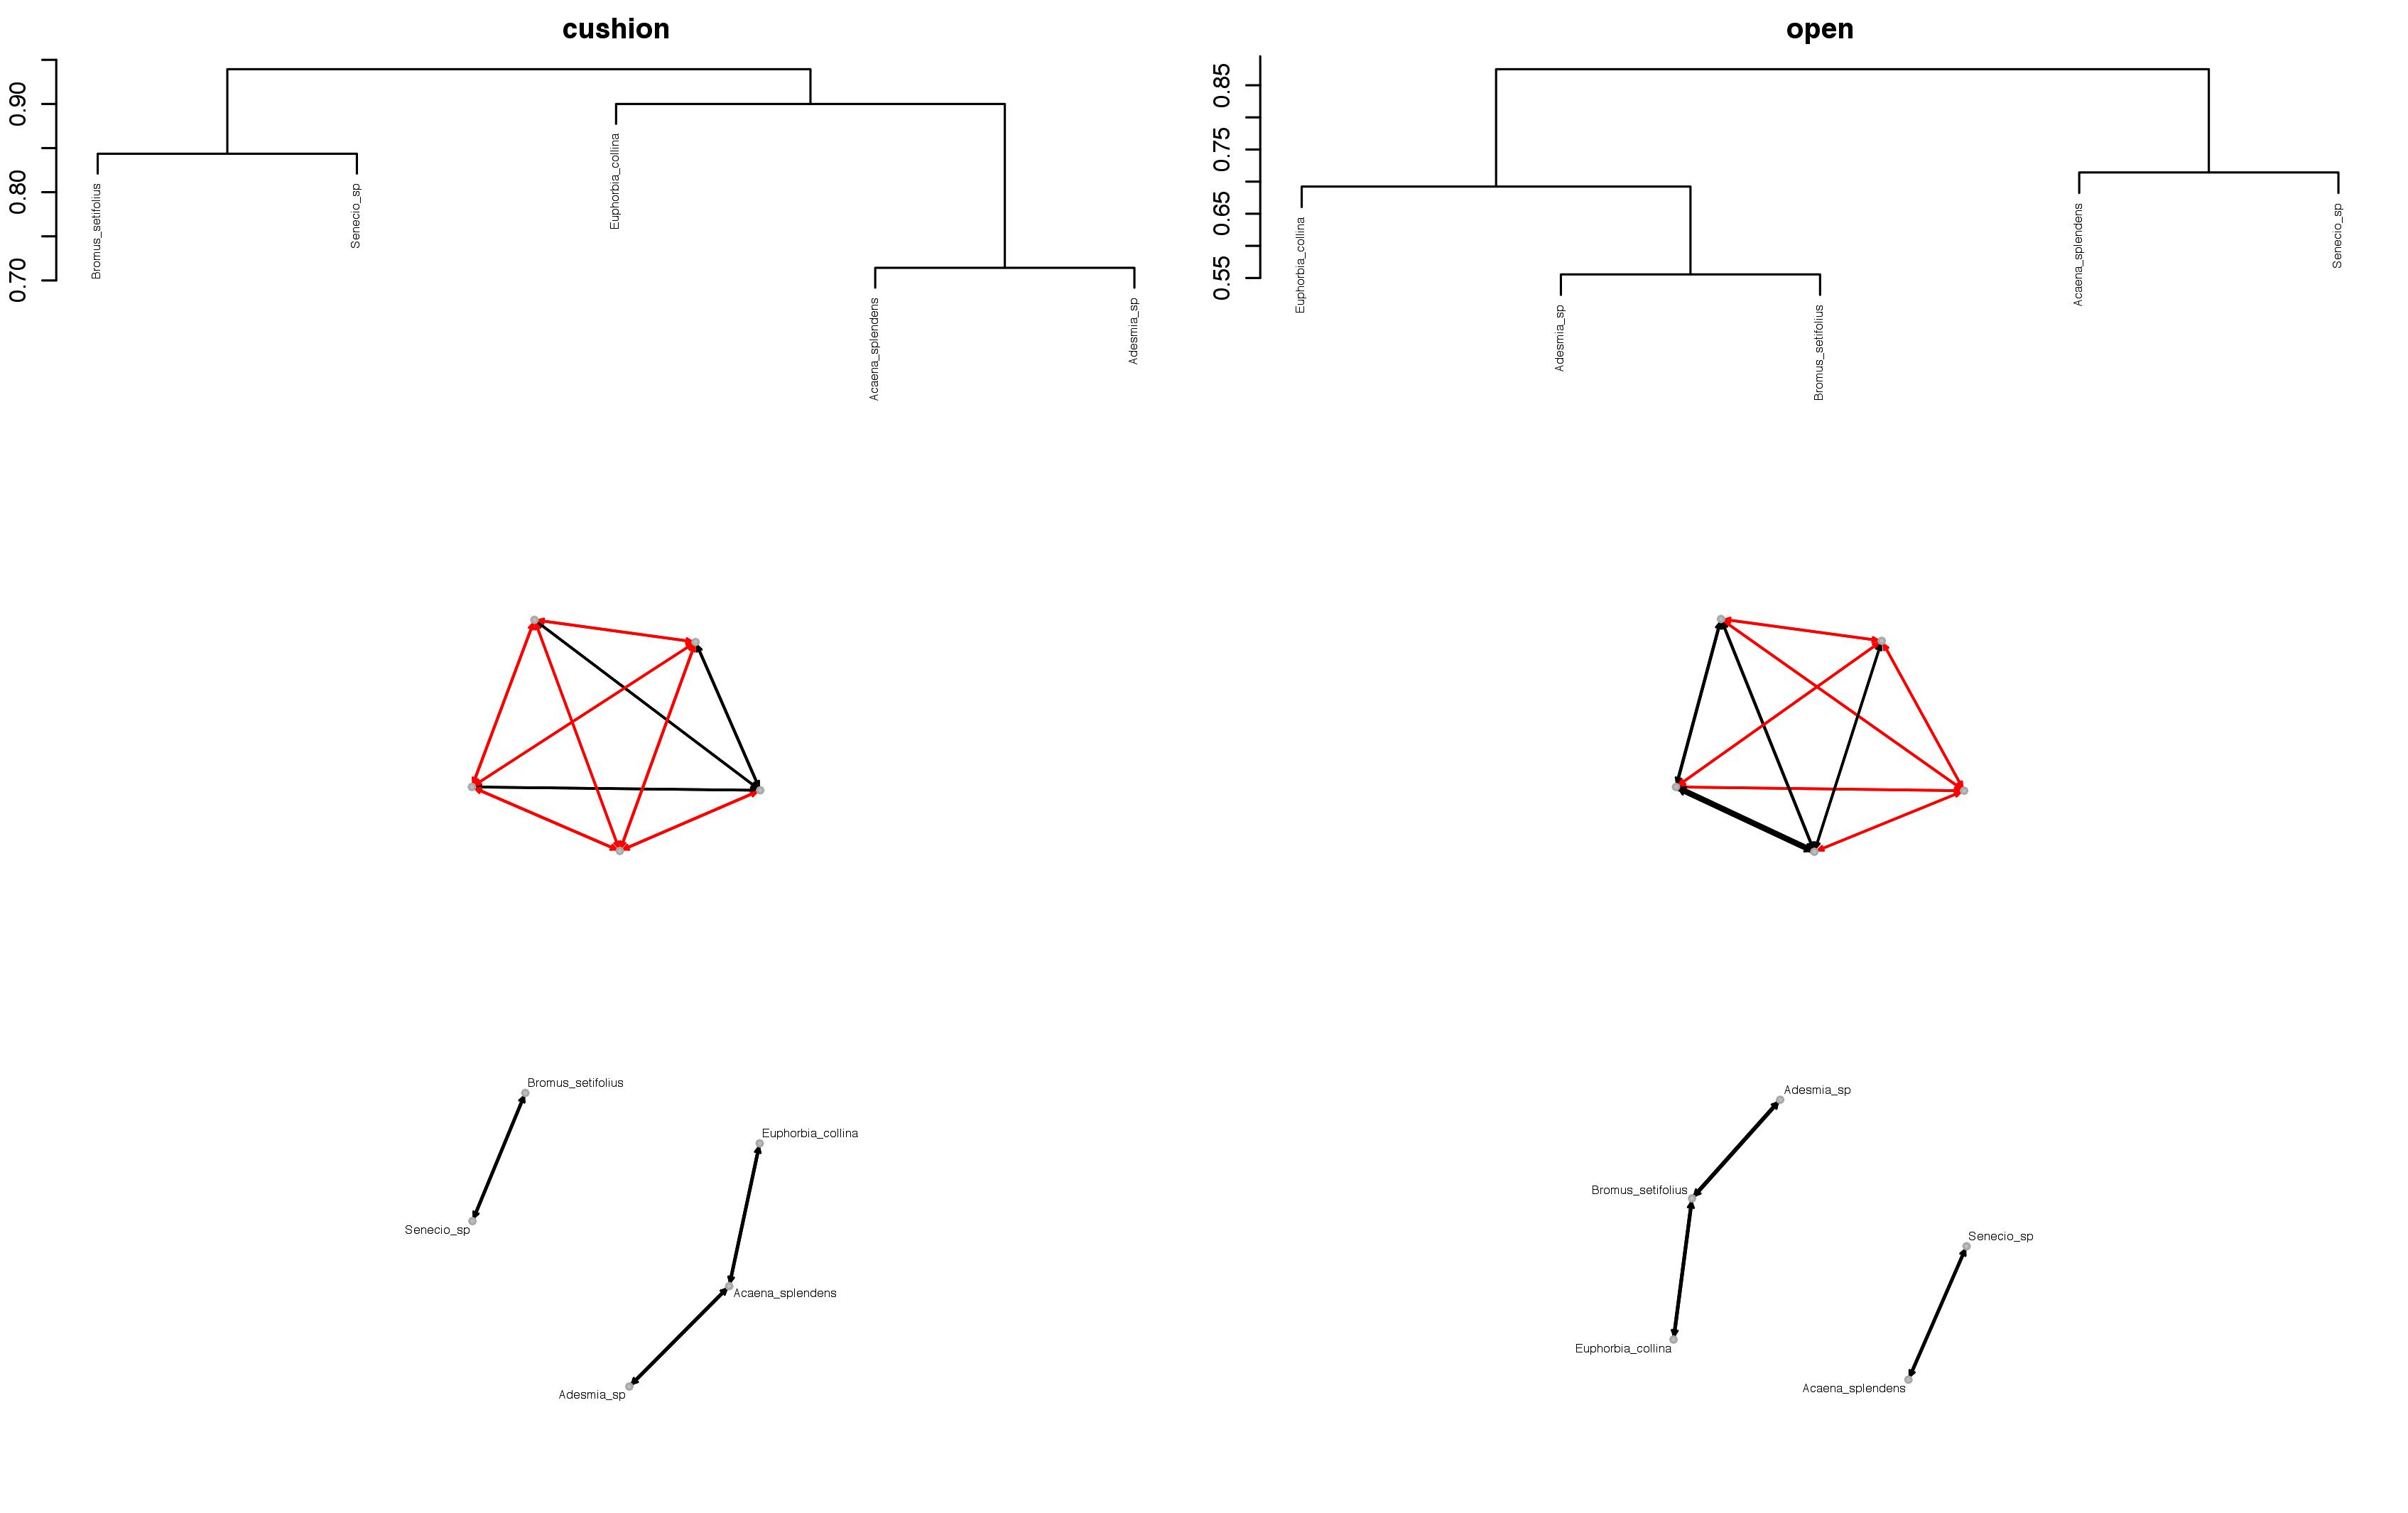 cushion
0.90
0.80
0.70
Bromus_setifolius
Senecio_sp
Euphorbia_collina
Acaena_splendens
Adesmia_sp
open
0.85
0.75
0.65
0.55
Euphorbia_collina
Adesmia_sp
Bromus_setifolius
Acaena_splendens
Senecio_sp
Bromus_setifolius
Euphorbia_collina
Senecio_sp
Acaena_splendens
Adesmia_sp
Adesmia_sp
Bromus_setifolius
Senecio_sp
Euphorbia_collina
Acaena_splendens